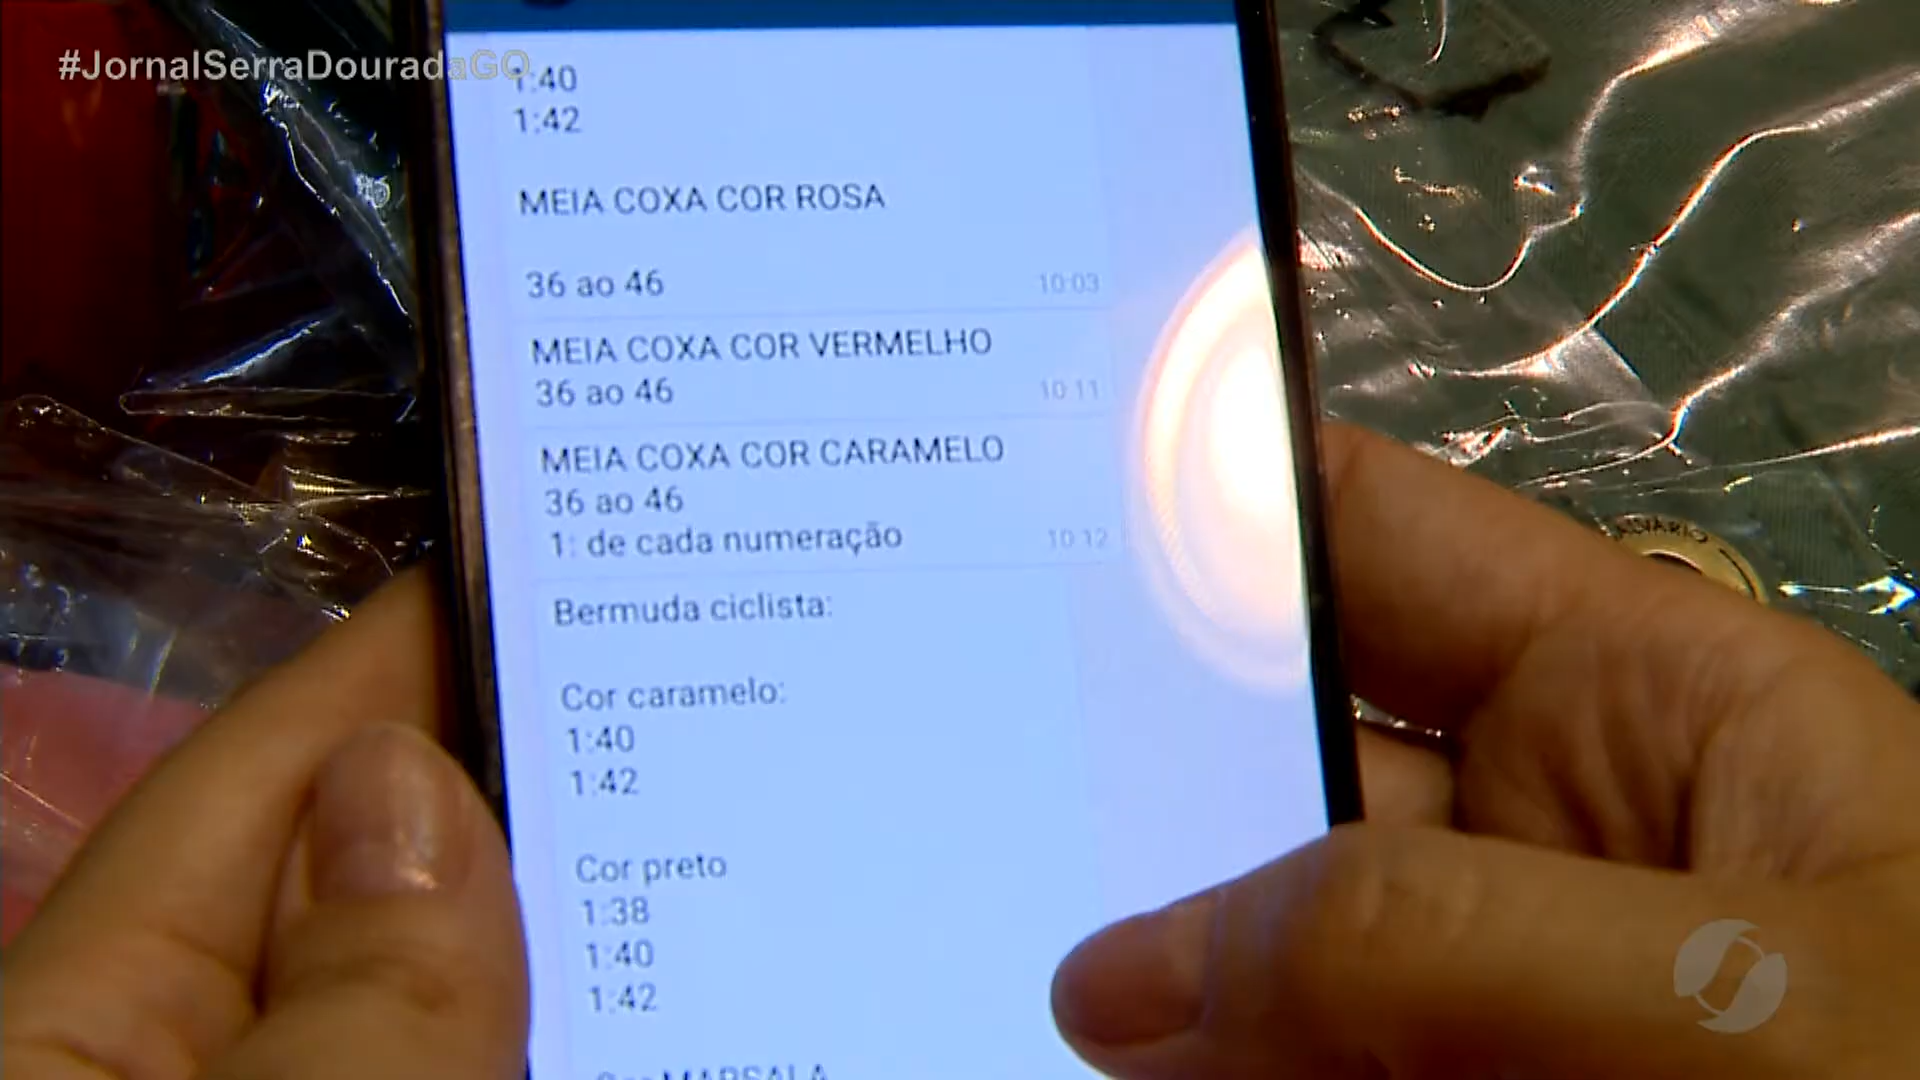 #JornalSerraDouradaGO
1:40
1:42
MEIA COXA COR ROSA
36 ao 46
10:03
MEIA COXA COR VERMELHO
36 ao 46
10:11
MEIA COXA COR CARAMELO
36 ao 46
1: de cada numeração
10:12
Bermuda ciclista:
Cor caramelo:
1:40
1:42
Cor preto
1:38
1:40
1:42
Cor MARSALA